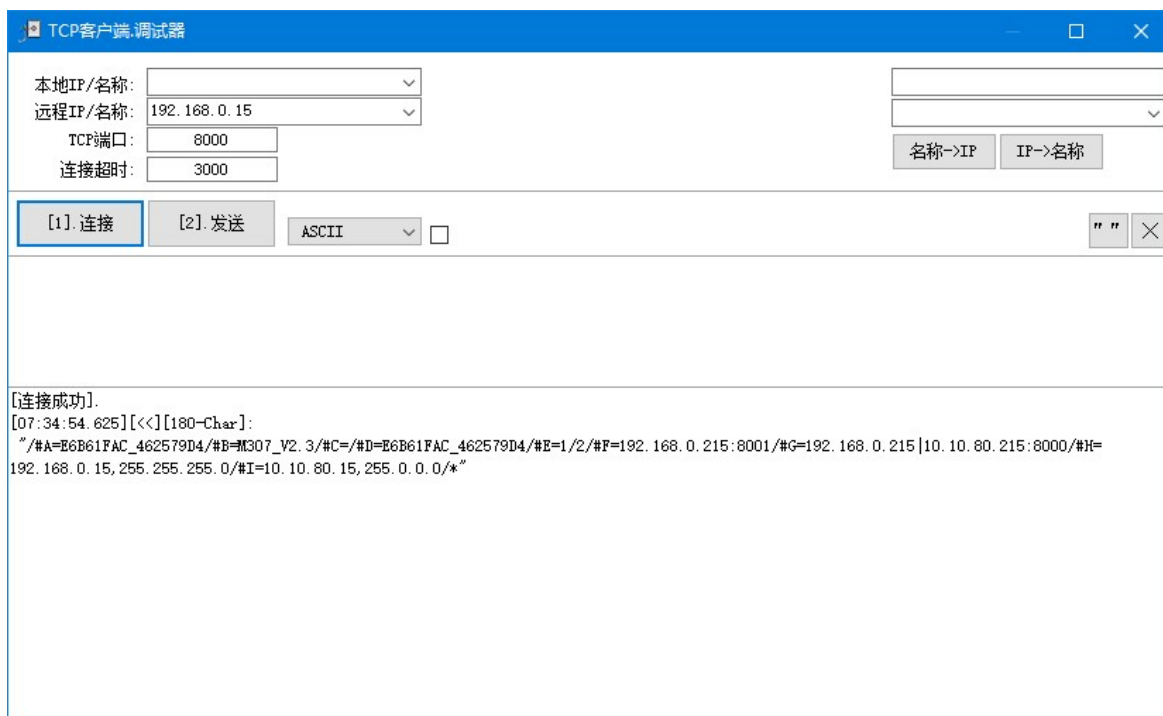 TCP客户端.调试器
本地IP/名称:
远程IP/名称: 192.168.0.15
TCP端口: 8000
连接超时: 3000
名称->IP IP->名称
[1].连接 [2].发送 ASCII " "
[连接成功].
[07:34:54.625][<<][180-Char]:
"/#A=E6B61FAC_462579D4/#B=M307_V2.3/#C=/#D=E6B61FAC_462579D4/#E=1/2/#F=192.168.0.215:8001/#G=192.168.0.215|10.10.80.215:8000/#H=
192.168.0.15,255.255.255.0/#I=10.10.80.15,255.0.0.0/*"